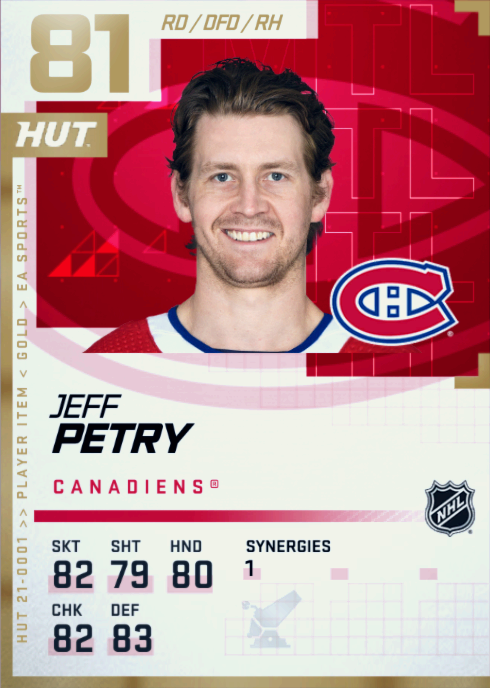 81
RD / DFD / RH
HUT
MTL
HUT 21-0001 >> PLAYER ITEM < GOLD > EA SPORTS™
JEFF
PETRY
CANADIENS®
NHL
SKT SHT HND SYNERGIES
82 79 80 1
CHK DEF
82 83